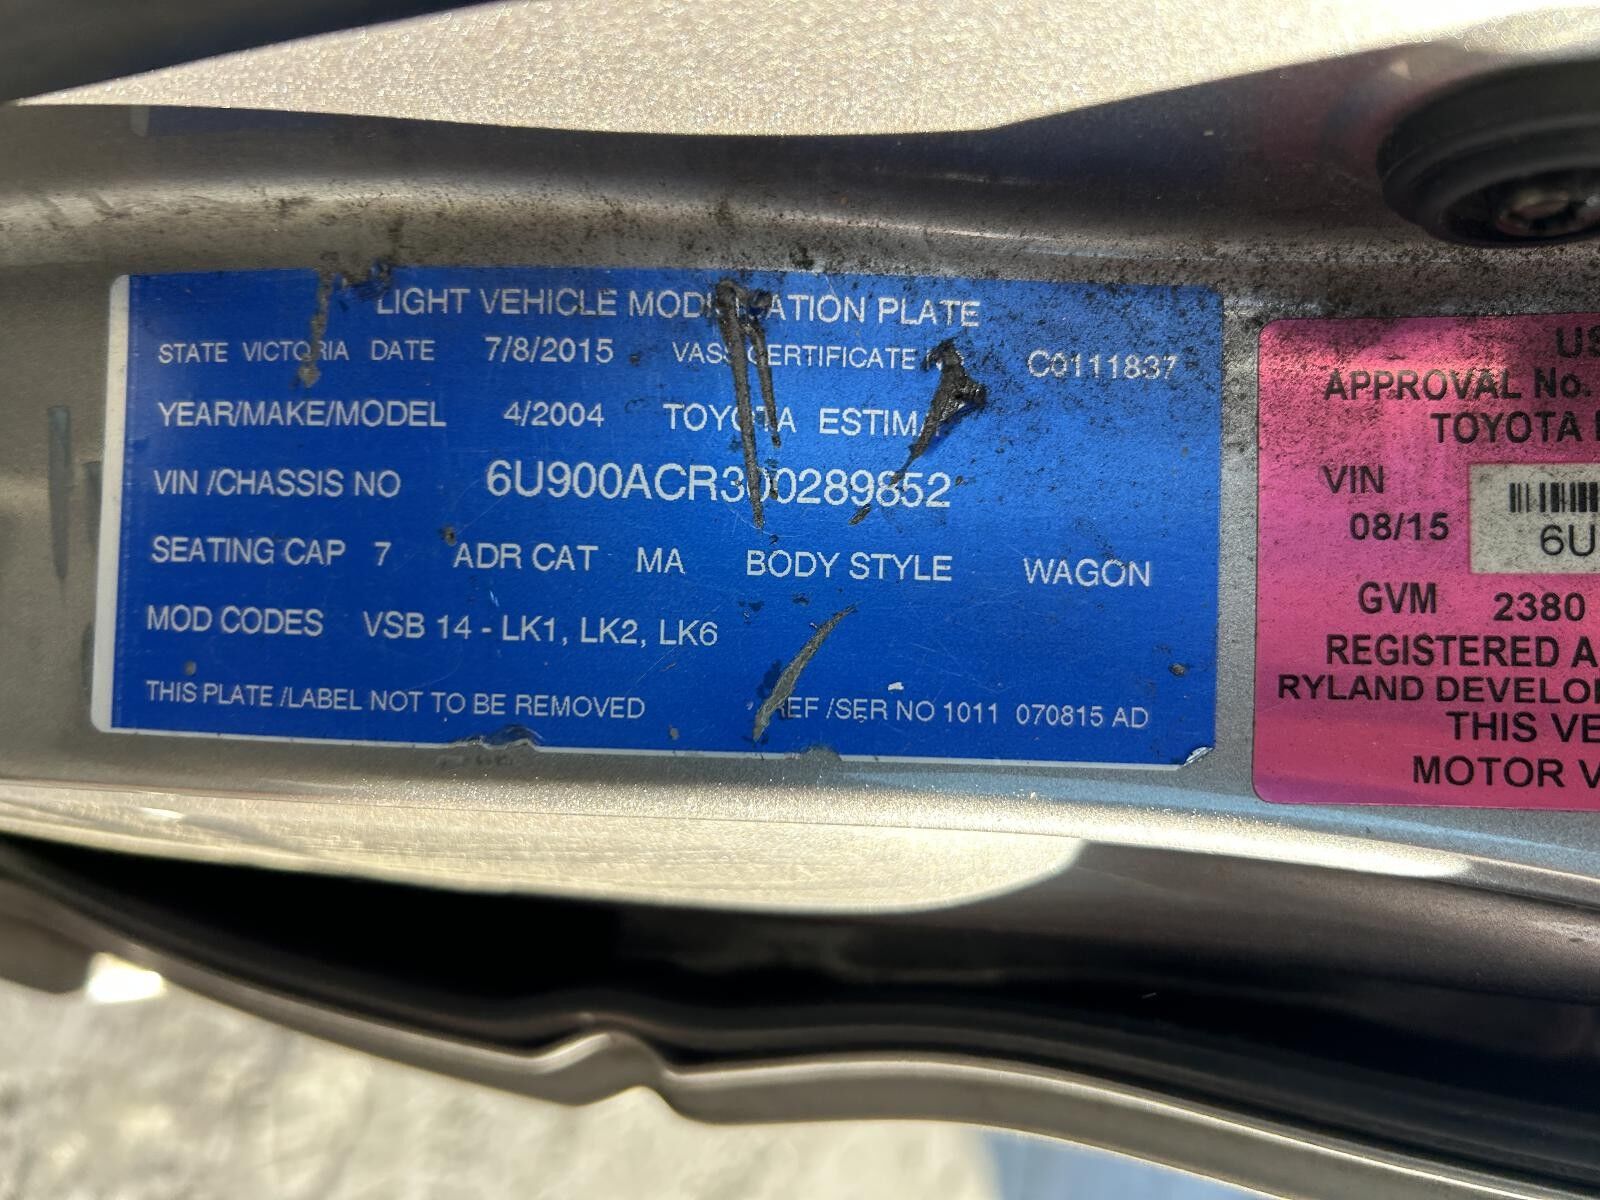 LIGHT VEHICLE PLATE
STATE VICTORIA DATE 7/8/2015 VASS CERTIFICATE C0111837
YEAR/MAKE/MODEL 4/2004 TOYOTA
VIN /CHASSIS NO 6U900ACR300289852
SEATING CAP 7 ADR CAT MA BODY STYLE WAGON
MOD CODES VSB 14 - LK1, LK2, LK6
THIS PLATE /LABEL NOT TO BE REMOVED REF /SER NO 1011 070815 AD
US
APPROVAL No.
TOYOTA
VIN
08/15
6U
GVM 2380
REGISTERED A
RYLAND DEVELO
THIS VE
MOTOR V